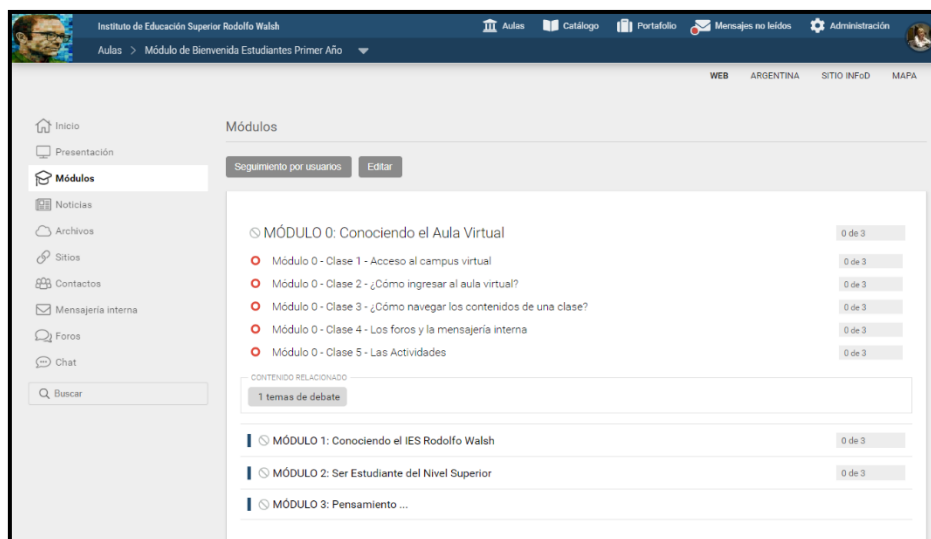 Instituto de Educación Superior Rodolfo Walsh
Aulas
Catálogo
Portafolio
Mensajes no leídos
Administración
Aulas > Módulo de Bienvenida Estudiantes Primer Año
WEB
ARGENTINA
SITIO INFoD
MAPA
Inicio
Presentación
Módulos
Noticias
Archivos
Sitios
Contactos
Mensajería interna
Foros
Chat
Buscar
Módulos
Seguimiento por usuarios
Editar
MÓDULO 0: Conociendo el Aula Virtual
0 de 3
Módulo 0 - Clase 1 - Acceso al campus virtual
0 de 3
Módulo 0 - Clase 2 - ¿Cómo ingresar al aula virtual?
0 de 3
Módulo 0 - Clase 3 - ¿Cómo navegar los contenidos de una clase?
0 de 3
Módulo 0 - Clase 4 - Los foros y la mensajería interna
0 de 3
Módulo 0 - Clase 5 - Las Actividades
0 de 3
CONTENIDO RELACIONADO
1 temas de debate
MÓDULO 1: Conociendo el IES Rodolfo Walsh
0 de 3
MÓDULO 2: Ser Estudiante del Nivel Superior
0 de 3
MÓDULO 3: Pensamiento ...